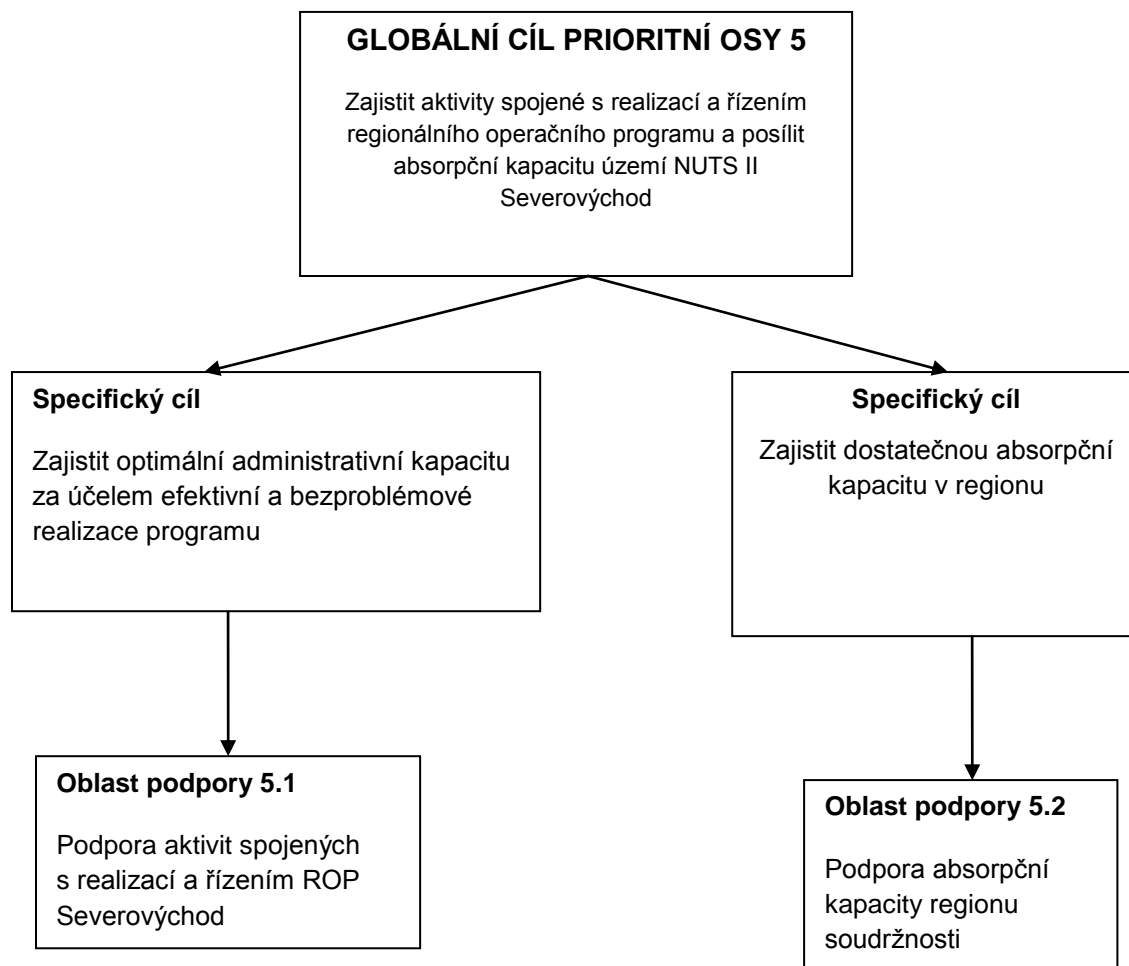 GLOBÁLNÍ CÍL PRIORITNÍ OSY 5
Zajistit aktivity spojené s realizací a řízením
regionálního operačního programu a posílit
absorpční kapacitu území NUTS II
Severovýchod
Specifický cíl
Zajistit optimální administrativní kapacitu
za účelem efektivní a bezproblémové
realizace programu
Specifický cíl
Zajistit dostatečnou absorpční
kapacitu v regionu
Oblast podpory 5.1
Podpora aktivit spojených
s realizací a řízením ROP
Severovýchod
Oblast podpory 5.2
Podpora absorpční
kapacity regionu
soudržnosti